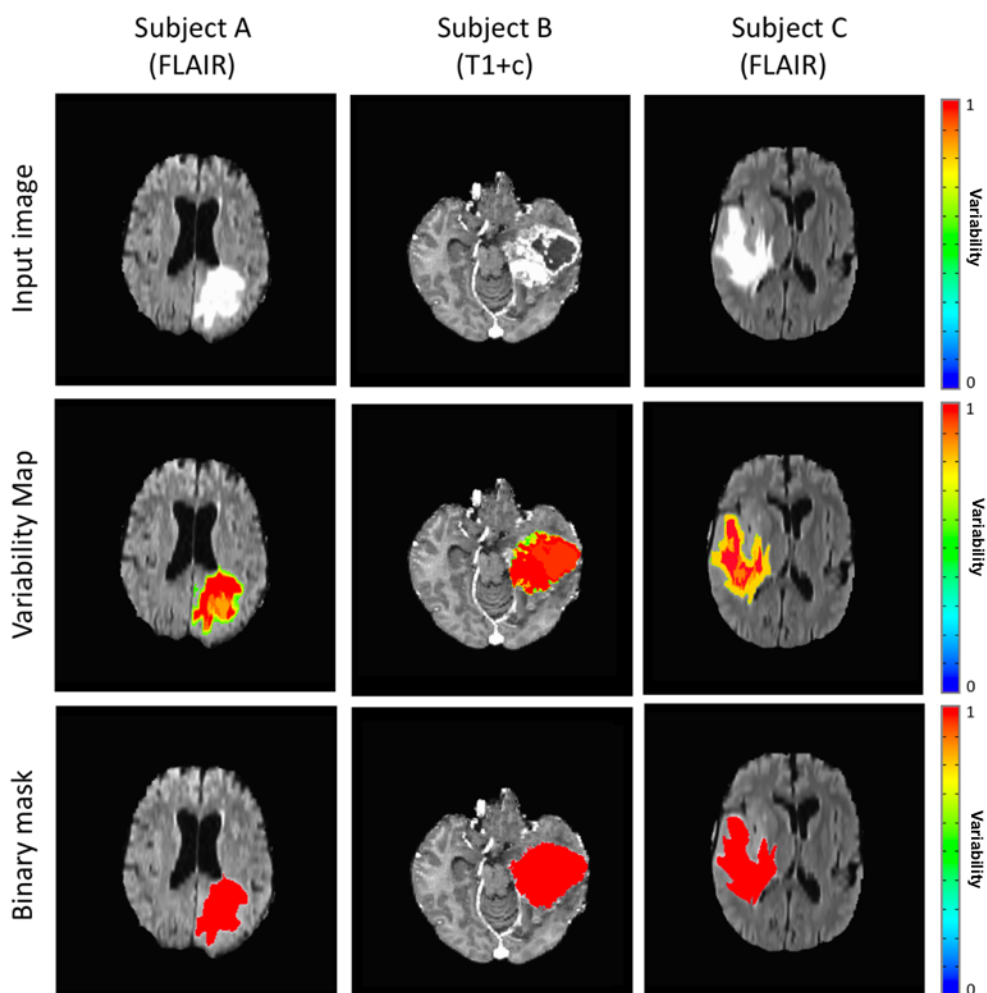 Subject A
(FLAIR)
Subject B
(T1+c)
Subject C
(FLAIR)
Input image
1
Variability
0
Variability Map
1
Variability
0
Binary mask
1
Variability
0